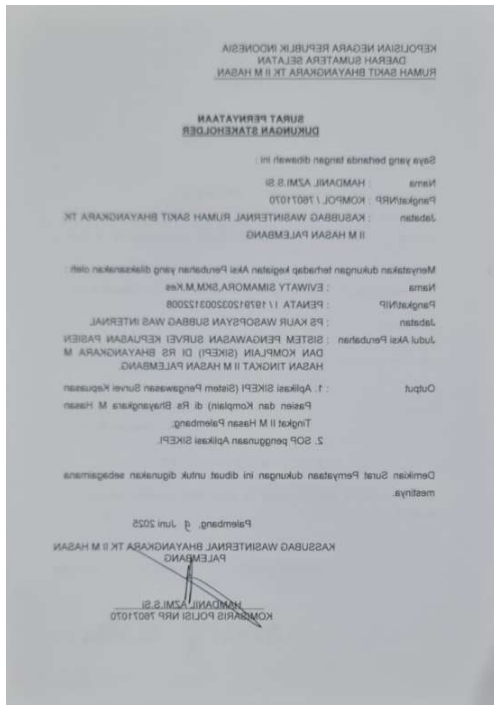 KEPOLISIAN NEGARA REPUBLIK INDONESIA
DAERAH SUMATERA SELATAN
RUMAH SAKIT BHAYANGKARA TK II M HASAN
SURAT PERNYATAAN
DUKUNGAN STAKEHOLDER
Saya yang bertanda tangan dibawah ini :
Nama : HAMDANIL AZMI.S.Si
Pangkat/NRP : KOMPOL / 76071070
Jabatan : KASUBBAG WASINTERNAL RUMAH SAKIT BHAYANGKARA TK
II M HASAN PALEMBANG
Menyatakan dukungan terhadap kegiatan Aksi Perubahan yang dilaksanakan oleh :
Nama : EVIWATY SIMAMORA,SKM,M.Kes
Pangkat/NIP : PENATA I / 197912032003122008
Jabatan : PS KAUR WASOPSYAN SUBBAG WAS INTERNAL
Judul Aksi Perubahan : SISTEM PENGAWASAN SURVEI KEPUASAN PASIEN
DAN KOMPLAIN (SIKEPI) DI RS BHAYANGKARA M
HASAN TINGKAT II M HASAN PALEMBANG.
Output : 1. Aplikasi SIKEPI (Sistem Pengawasan Survei Kepuasan
Pasien dan Komplain) di Rs Bhayangkara M Hasan
Tingkat II M Hasan Palembang;
2. SOP penggunaan Aplikasi SIKEPI.
Demikian Surat Pernyataan dukungan ini dibuat untuk digunakan sebagaimana
mestinya.
Palembang, Juni 2025
KASSUBAG WASINTERNAL BHAYANGKARA TK II M HASAN
PALEMBANG
HAMDANIL AZMI.S.Si
KOMISARIS POLISI NRP 76071070